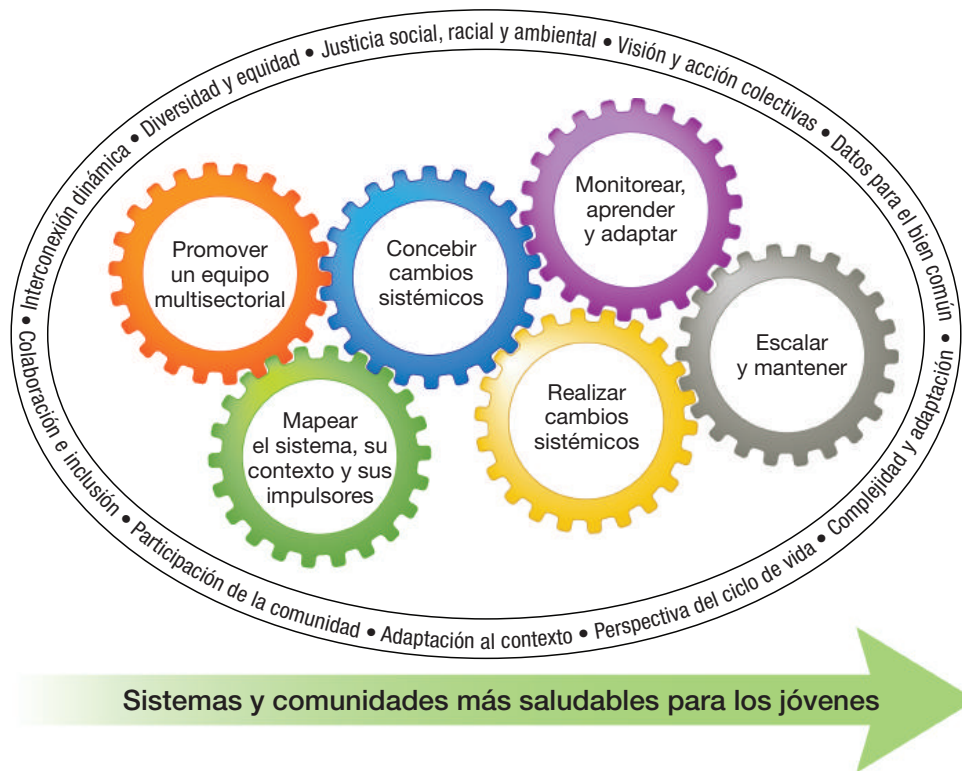 • Interconexión dinámica • Diversidad y equidad • Justicia social, racial y ambiental • Visión y acción colectivas • Datos para el bien común •
Promover
un equipo
multisectorial
Concebir
cambios
sistémicos
Monitorear,
aprender
y adaptar
Mapear
el sistema, su
contexto y sus
impulsores
Realizar
cambios
sistémicos
Escalar
y mantener
Colaboración e inclusión • Participación de la comunidad • Adaptación al contexto • Perspectiva del ciclo de vida • Complejidad y adaptación
Sistemas y comunidades más saludables para los jóvenes